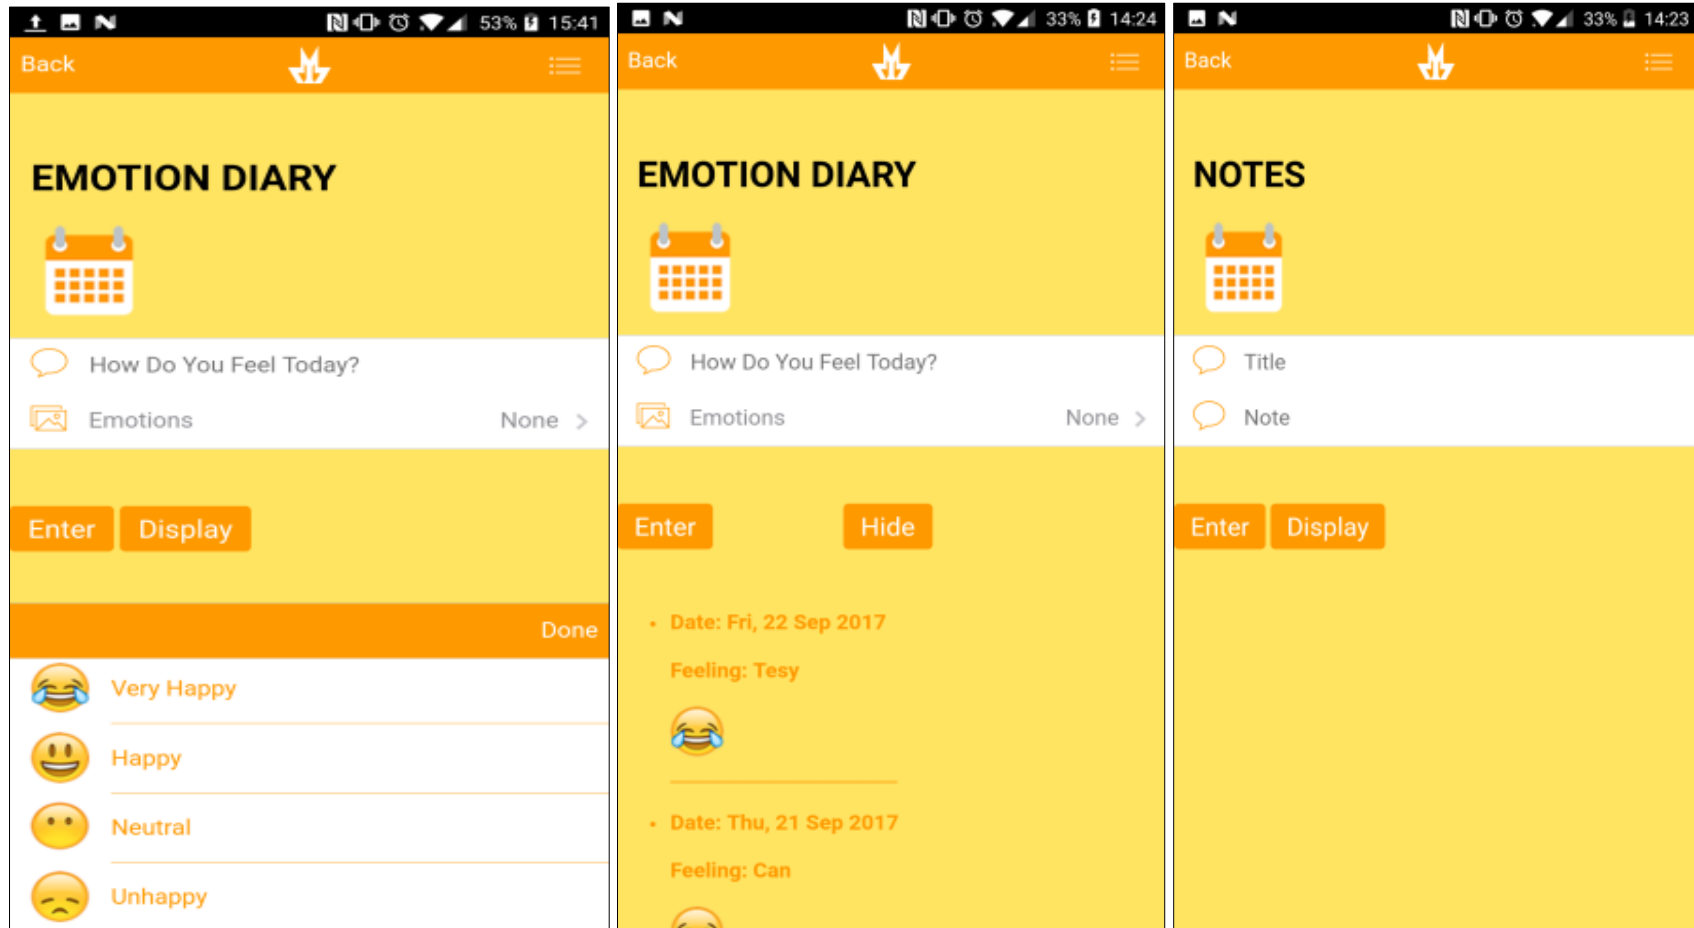 53% 15:41
Back
EMOTION DIARY
How Do You Feel Today?
Emotions None >
Enter Display
Done
Very Happy
Happy
Neutral
Unhappy
33% 14:24
Back
EMOTION DIARY
How Do You Feel Today?
Emotions None >
Enter Hide
• Date: Fri, 22 Sep 2017
Feeling: Tesy
• Date: Thu, 21 Sep 2017
Feeling: Can
33% 14:23
Back
NOTES
Title
Note
Enter Display